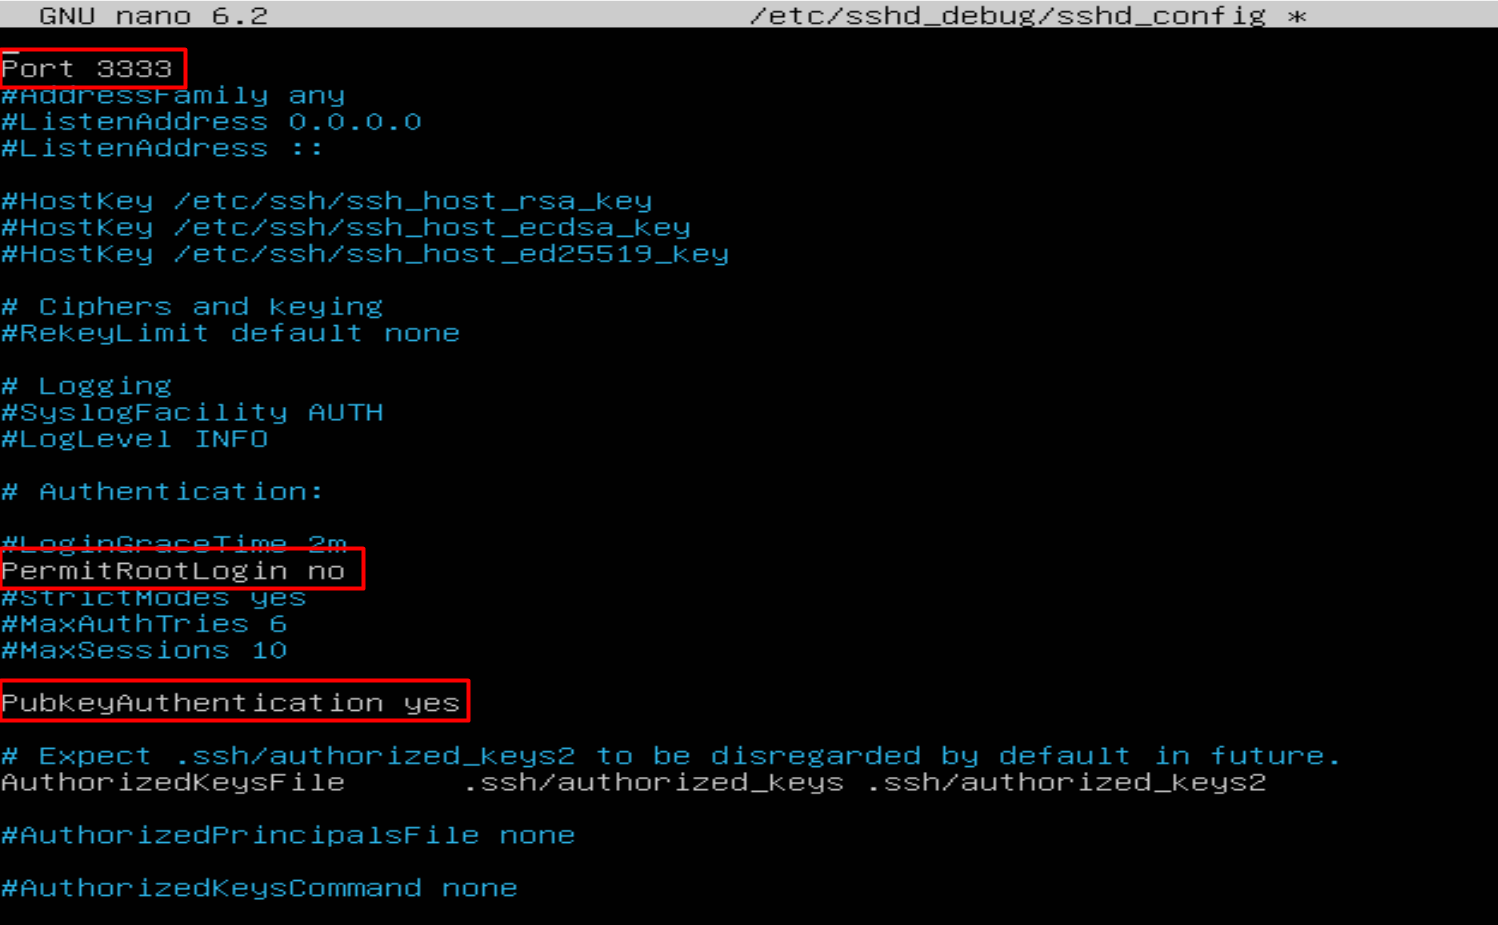 GNU nano 6.2 /etc/sshd_debug/sshd_config *
Port 3333
#AddressFamily any
#ListenAddress 0.0.0.0
#ListenAddress ::
#HostKey /etc/ssh/ssh_host_rsa_key
#HostKey /etc/ssh/ssh_host_ecdsa_key
#HostKey /etc/ssh/ssh_host_ed25519_key
# Ciphers and keying
#RekeyLimit default none
# Logging
#SyslogFacility AUTH
#LogLevel INFO
# Authentication:
#LoginGraceTime 2m
PermitRootLogin no
#StrictModes yes
#MaxAuthTries 6
#MaxSessions 10
PubkeyAuthentication yes
# Expect .ssh/authorized_keys2 to be disregarded by default in future.
AuthorizedKeysFile .ssh/authorized_keys .ssh/authorized_keys2
#AuthorizedPrincipalsFile none
#AuthorizedKeysCommand none